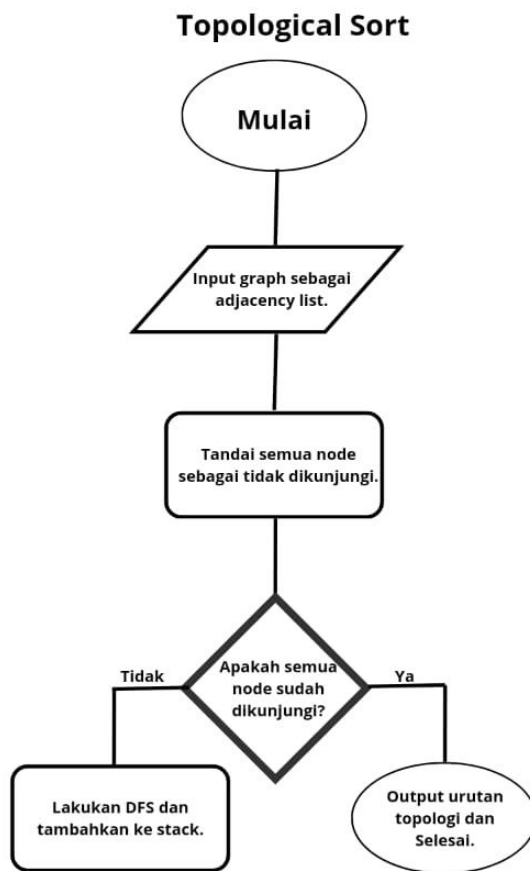 Topological Sort
Mulai
Input graph sebagai
adjacency list.
Tandai semua node
sebagai tidak dikunjungi.
Apakah semua
node sudah
dikunjungi?
Tidak
Ya
Lakukan DFS dan
tambahkan ke stack.
Output urutan
topologi dan
Selesai.